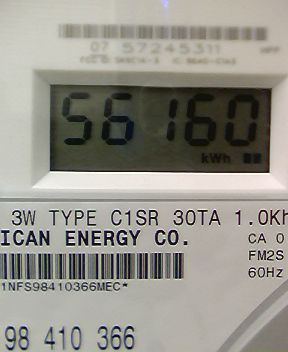 07 57245311
56160
kWh
3W TYPE C1SR 30TA 1.0Kh
ICAN ENERGY CO.
CA 0
FM2S
60Hz
1NFS98410366MEC*
98 410 366